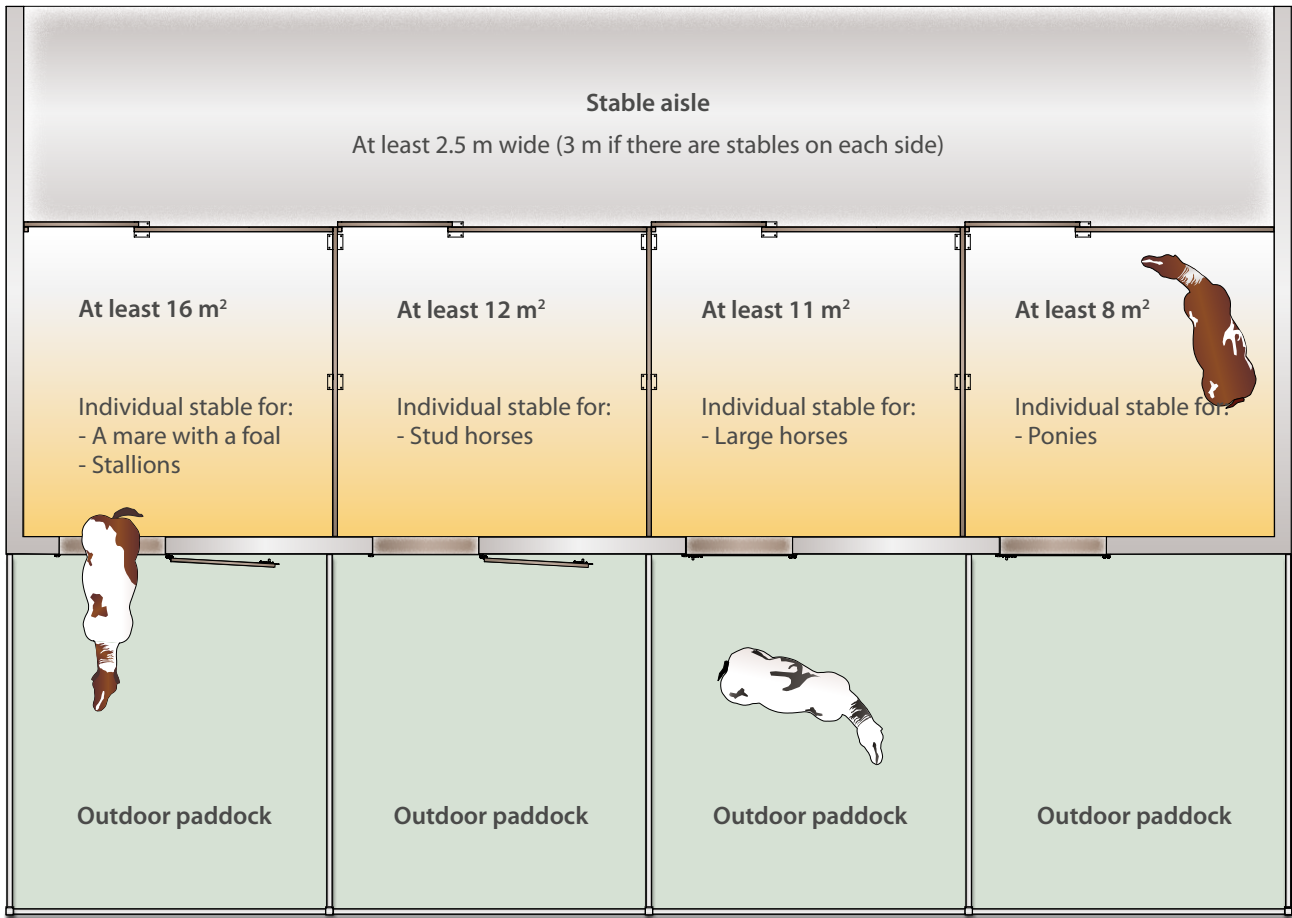 Stable aisle
At least 2.5 m wide (3 m if there are stables on each side)
At least 16 m²
At least 12 m²
At least 11 m²
At least 8 m²
Individual stable for:
- A mare with a foal
- Stallions
Individual stable for:
- Stud horses
Individual stable for:
- Large horses
Individual stable for:
- Ponies
Outdoor paddock
Outdoor paddock
Outdoor paddock
Outdoor paddock